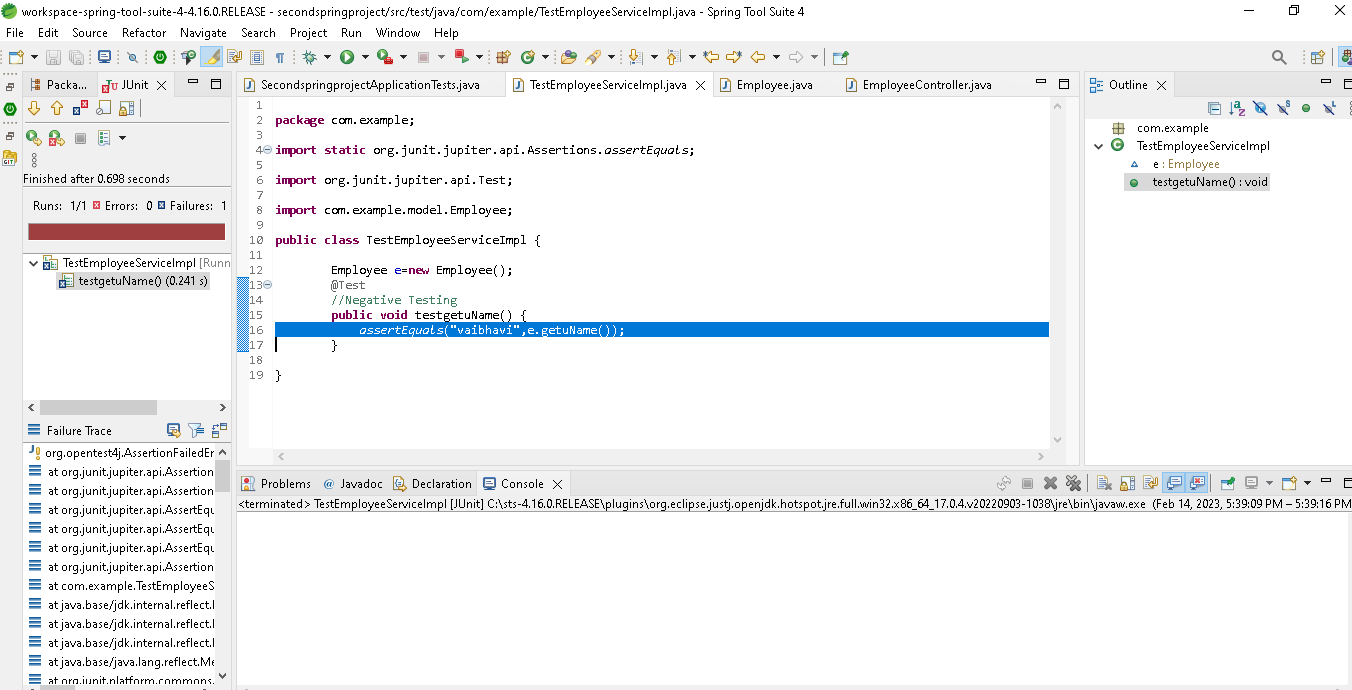 workspace-spring-tool-suite-4-4.16.0.RELEASE - secondspringproject/src/test/java/com/example/TestEmployeeServiceImpl.java - Spring Tool Suite 4
File Edit Source Refactor Navigate Search Project Run Window Help
Packa... JUnit
Finished after 0.698 seconds
Runs: 1/1 Errors: 0 Failures: 1
TestEmployeeServiceImpl [Runn
testgetuName() (0.241 s)
Failure Trace
org.opentest4j.AssertionFailedEr
at org.junit.jupiter.api.Assertion
at org.junit.jupiter.api.Assertion
at org.junit.jupiter.api.AssertEqu
at org.junit.jupiter.api.AssertEqu
at org.junit.jupiter.api.AssertEqu
at org.junit.jupiter.api.Assertion
at com.example.TestEmployeeS
at java.base/jdk.internal.reflect.
at java.base/jdk.internal.reflect.
at java.base/jdk.internal.reflect.
at java.base/java.lang.reflect.Me
at org.junit.platform.commons.
SecondspringprojectApplicationTests.java TestEmployeeServiceImpl.java Employee.java EmployeeController.java
1
2 package com.example;
3
4 import static org.junit.jupiter.api.Assertions.assertEquals;
5
6 import org.junit.jupiter.api.Test;
7
8 import com.example.model.Employee;
9
10 public class TestEmployeeServiceImpl {
11
12 Employee e=new Employee();
13 @Test
14 //Negative Testing
15 public void testgetuName() {
16 assertEquals("vaibhavi",e.getuName());
17 }
18
19 }
Outline
com.example
TestEmployeeServiceImpl
e : Employee
testgetuName() : void
Problems @ Javadoc Declaration Console
<terminated> TestEmployeeServiceImpl [JUnit] C:\sts-4.16.0.RELEASE\plugins\org.eclipse.justj.openjdk.hotspot.jre.full.win32.x86_64_17.0.4.v20220903-1038\jre\bin\javaw.exe (Feb 14, 2023, 5:39:09 PM – 5:39:16 PM